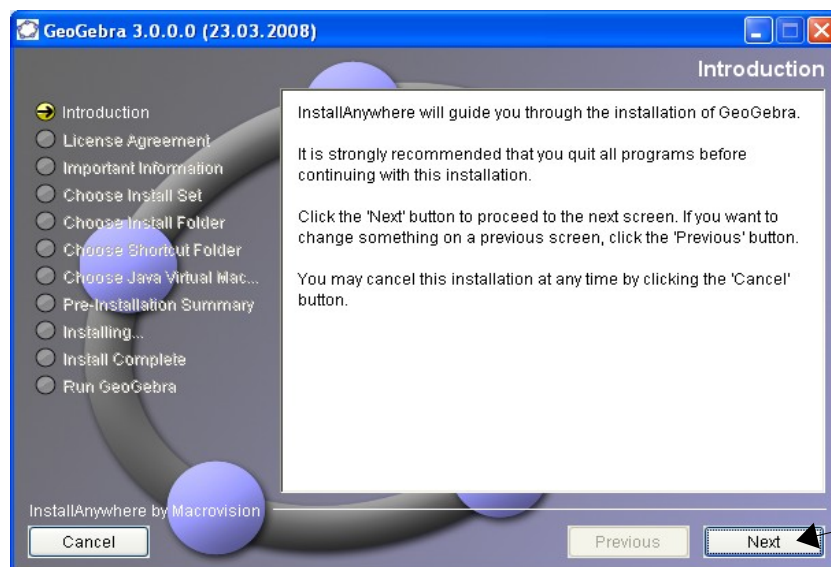 GeoGebra 3.0.0.0 (23.03.2008)
Introduction
Introduction
License Agreement
Important Information
Choose Install Set
Choose Install Folder
Choose Shortcut Folder
Choose Java Virtual Mac...
Pre-Installation Summary
Installing...
Install Complete
Run GeoGebra
InstallAnywhere will guide you through the installation of GeoGebra.
It is strongly recommended that you quit all programs before
continuing with this installation.
Click the 'Next' button to proceed to the next screen. If you want to
change something on a previous screen, click the 'Previous' button.
You may cancel this installation at any time by clicking the 'Cancel'
button.
InstallAnywhere by Macrovision
Cancel
Previous
Next